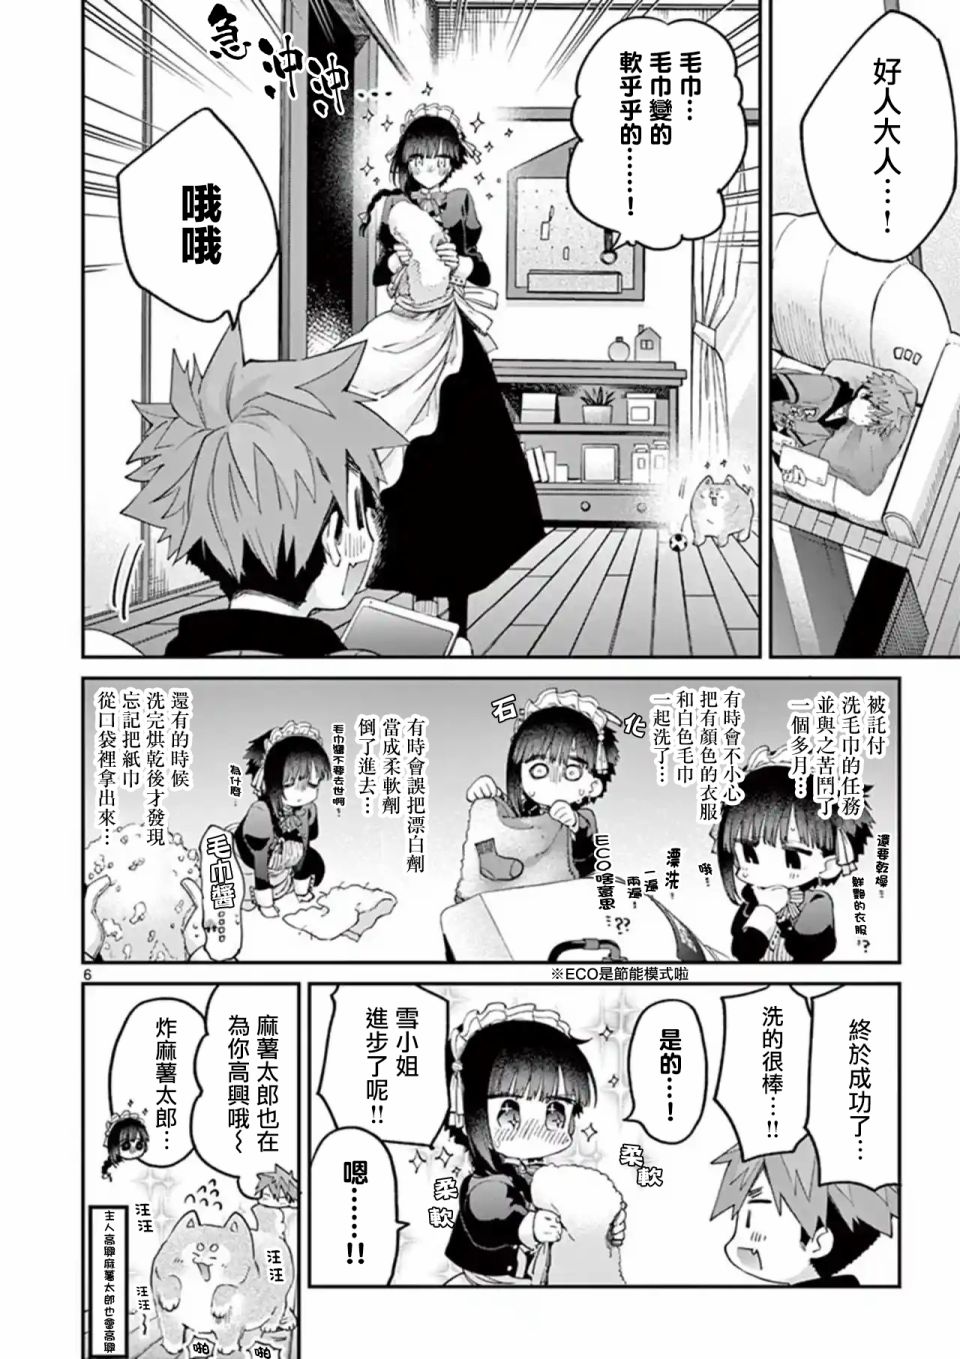 好人大人…!
毛巾…
毛巾變的
軟乎乎的……!
急沖沖……
哦哦
被託付
洗毛巾的任務
並與之苦鬥了
一個多月…
還要乾燥
鮮艷的衣服
!?
哦。
漂洗。
一遍
兩遍
ECO啥意思
??
有時會不小心
把有顏色的衣服
和白色毛巾
一起洗了…
石化
有時會誤把漂白劑
當成柔軟劑
倒了進去…
毛巾醬不要去世啊。
為什麼。
還有的時候
洗完烘乾後才發現
忘記把紙巾
從口袋裡拿出來…
毛巾醬……
6
※ECO是節能模式啦
終於成功了…
洗的很棒…!!
是的…!
雪小姐
進步了呢!!
嗯……!!
柔軟
柔軟
麻薯太郎也在
為你高興哦~
炸麻薯太郎…
汪汪
汪汪
汪汪
啪
啪
主人高興麻薯太郎也會高興